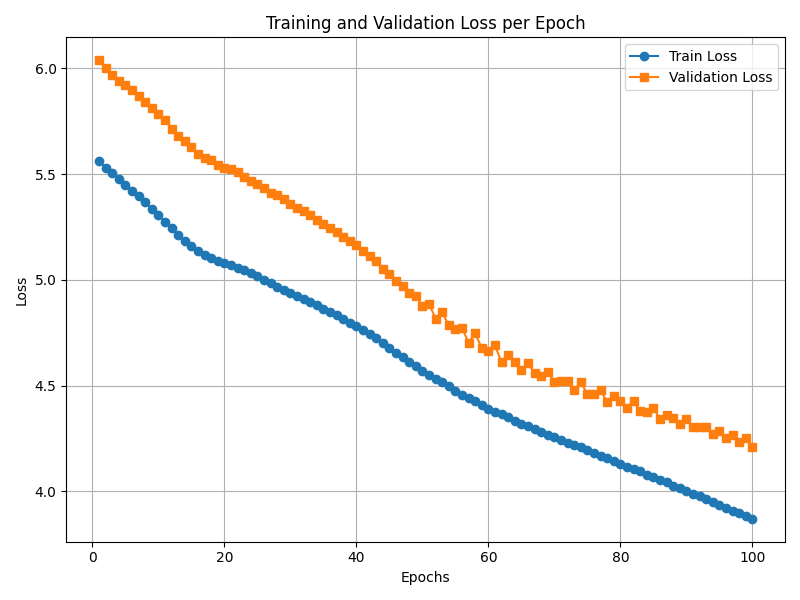 Training and Validation Loss per Epoch
Train Loss
Validation Loss
6.0
5.5
5.0
4.5
4.0
Loss
0 20 40 60 80 100
Epochs